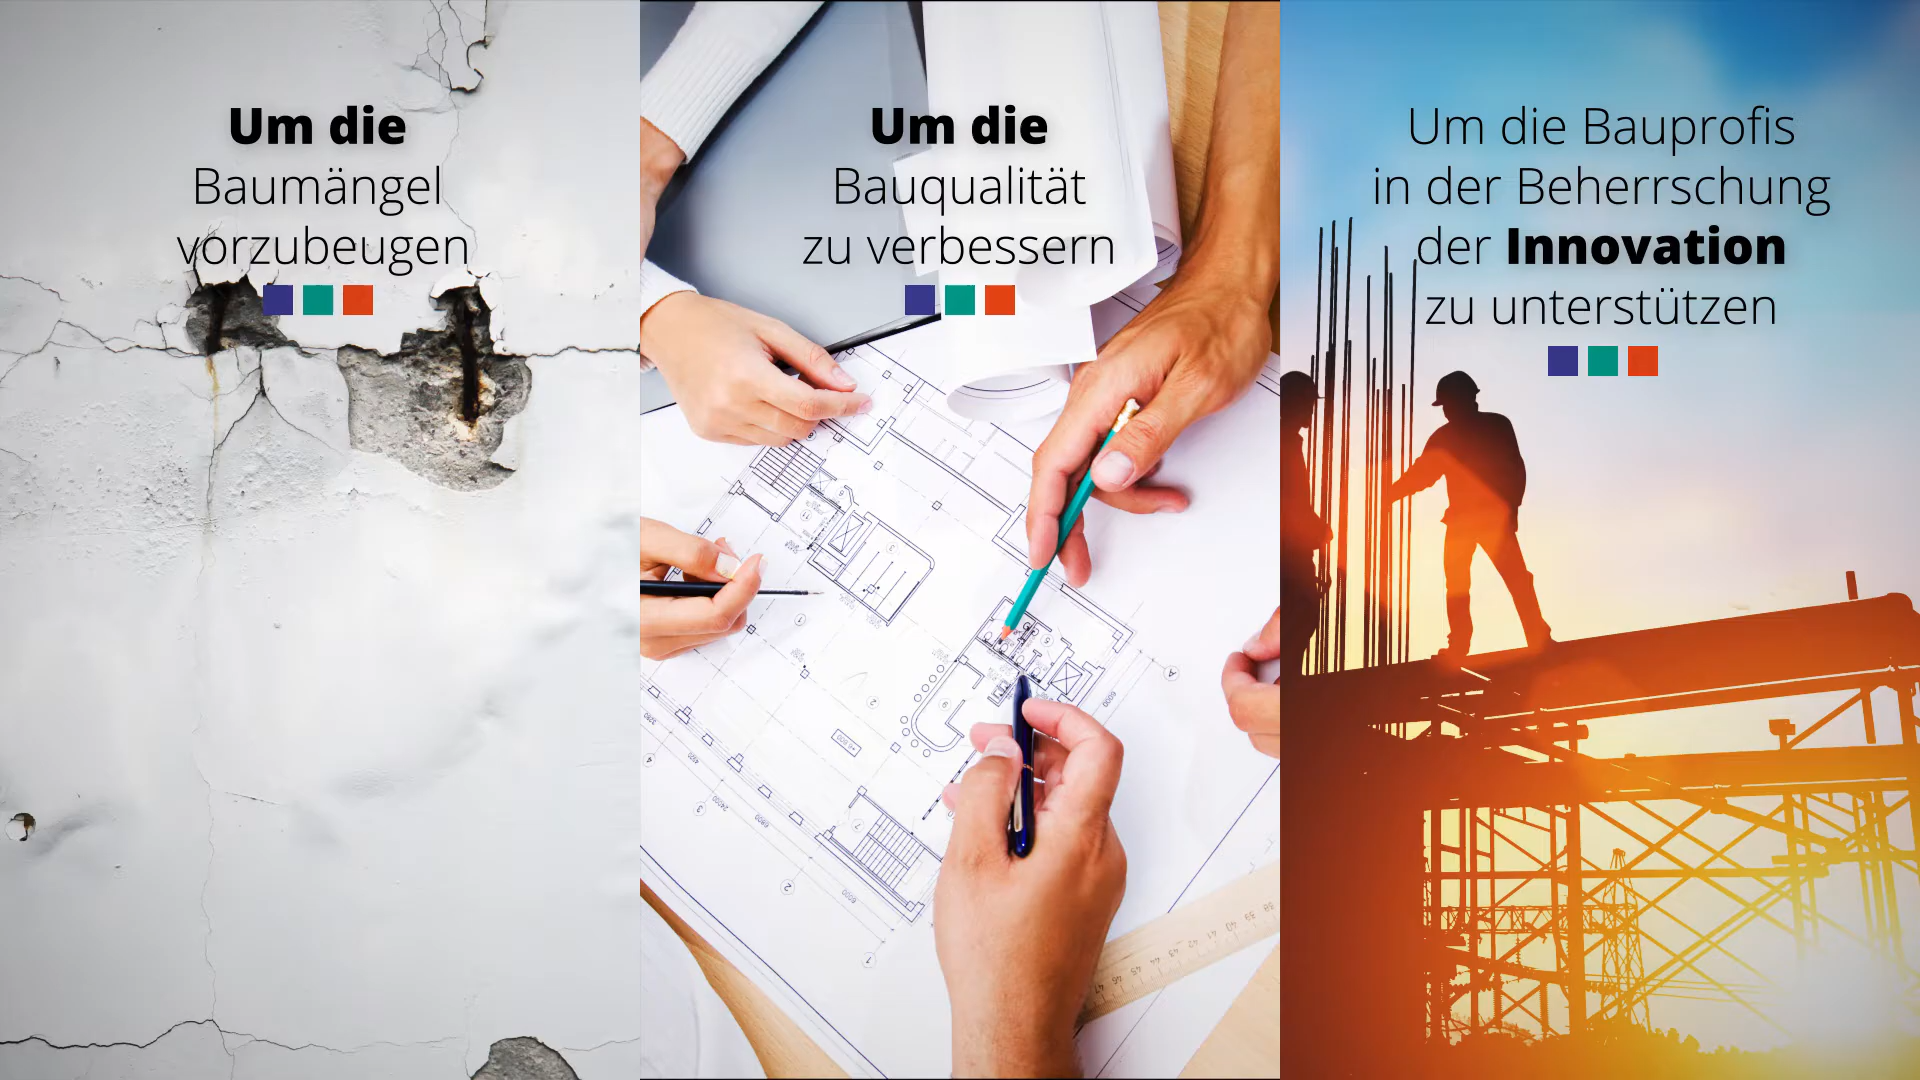 Um die
Baumängel
vorzubeugen
Um die
Bauqualität
zu verbessern
Um die Bauprofis
in der Beherrschung
der Innovation
zu unterstützen